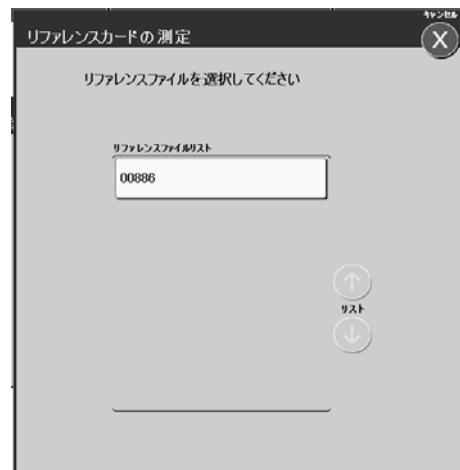 キャンセル
リファレンスカードの測定
X
リファレンスファイルを選択してください
リファレンスファイルリスト
00886
リスト